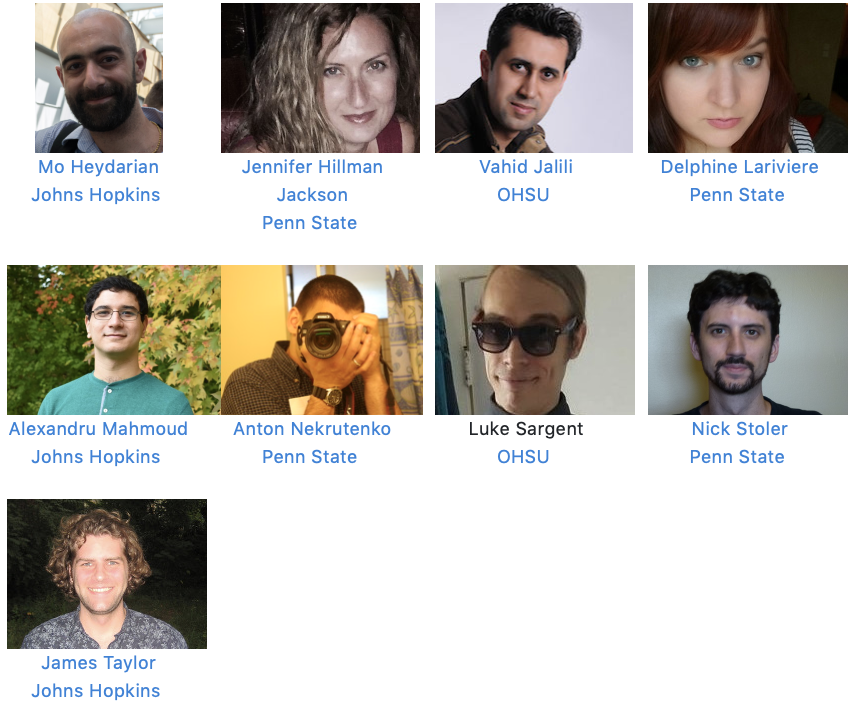 Mo Heydarian
Johns Hopkins
Jennifer Hillman
Jackson
Penn State
Vahid Jalili
OHSU
Delphine Lariviere
Penn State
Alexandru Mahmoud
Johns Hopkins
Anton Nekrutenko
Penn State
Luke Sargent
OHSU
Nick Stoler
Penn State
James Taylor
Johns Hopkins